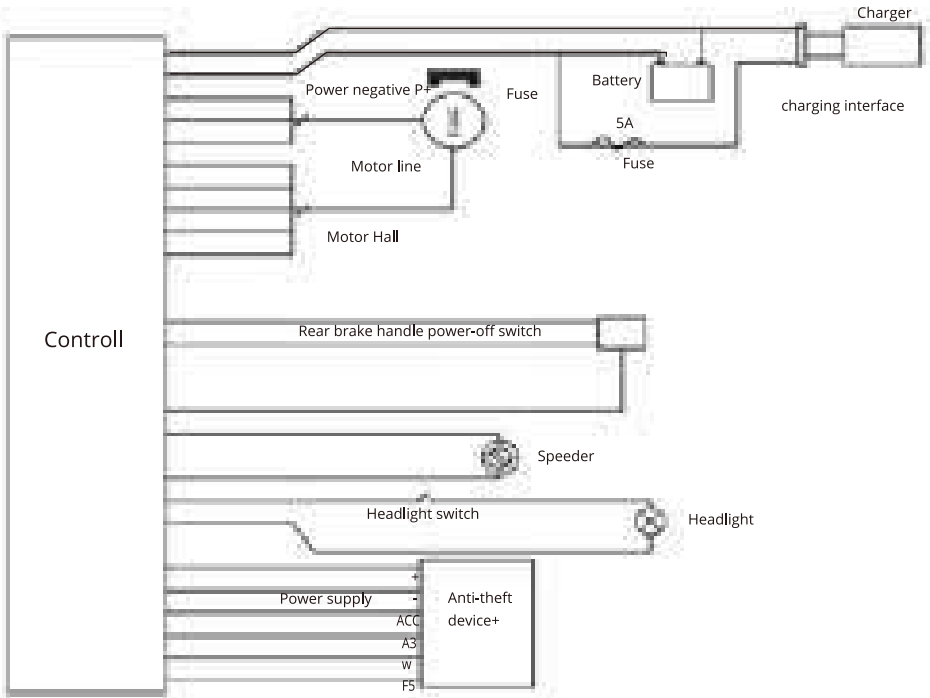 Charger
Power negative P+
Fuse
Battery
charging interface
5A
Fuse
Motor line
Motor Hall
Controll
Rear brake handle power-off switch
Speeder
Headlight switch
Headlight
+
Power supply
-
Anti-theft
device+
ACC
A3
W
F5